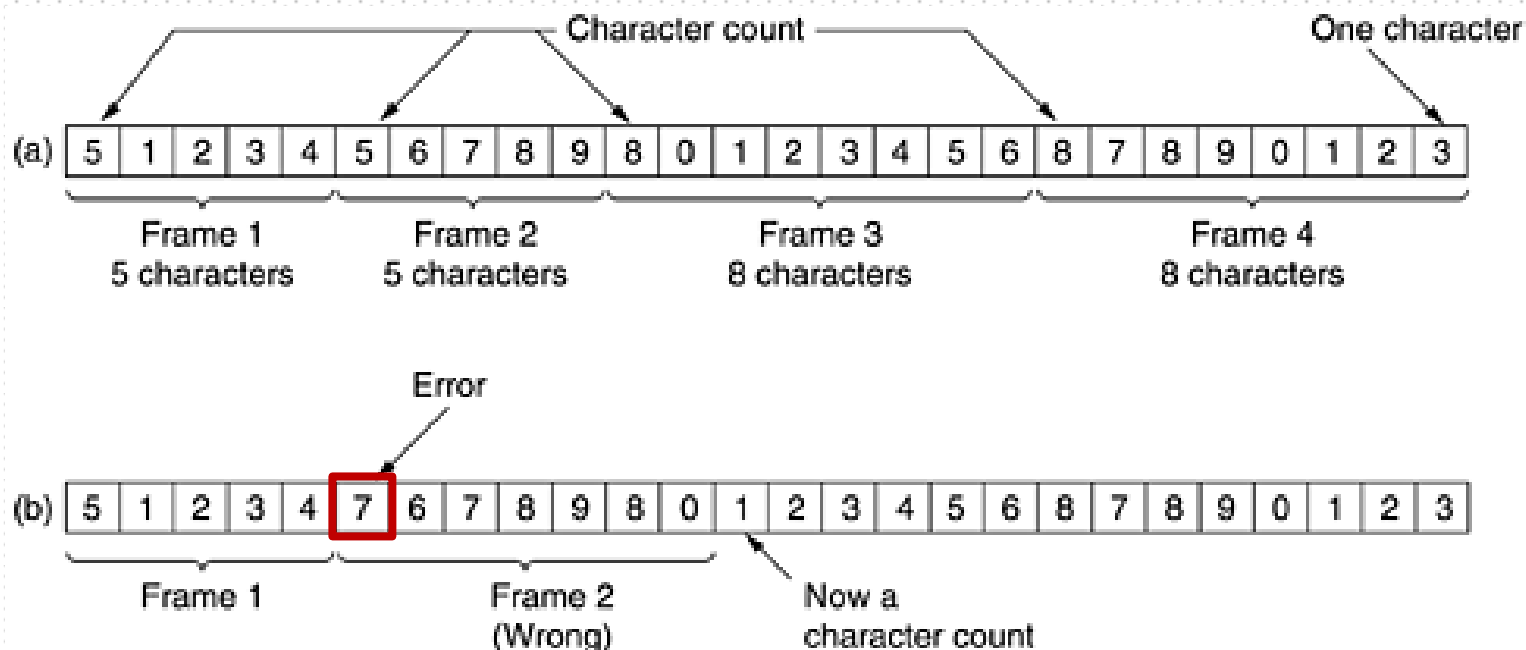 Character count One character
(a) 5 1 2 3 4 5 6 7 8 9 8 0 1 2 3 4 5 6 8 7 8 9 0 1 2 3
Frame 1 Frame 2 Frame 3 Frame 4
5 characters 5 characters 8 characters 8 characters
Error
(b) 5 1 2 3 4 7 6 7 8 9 8 0 1 2 3 4 5 6 8 7 8 9 0 1 2 3
Frame 1 Frame 2 Now a
(Wrong) character count